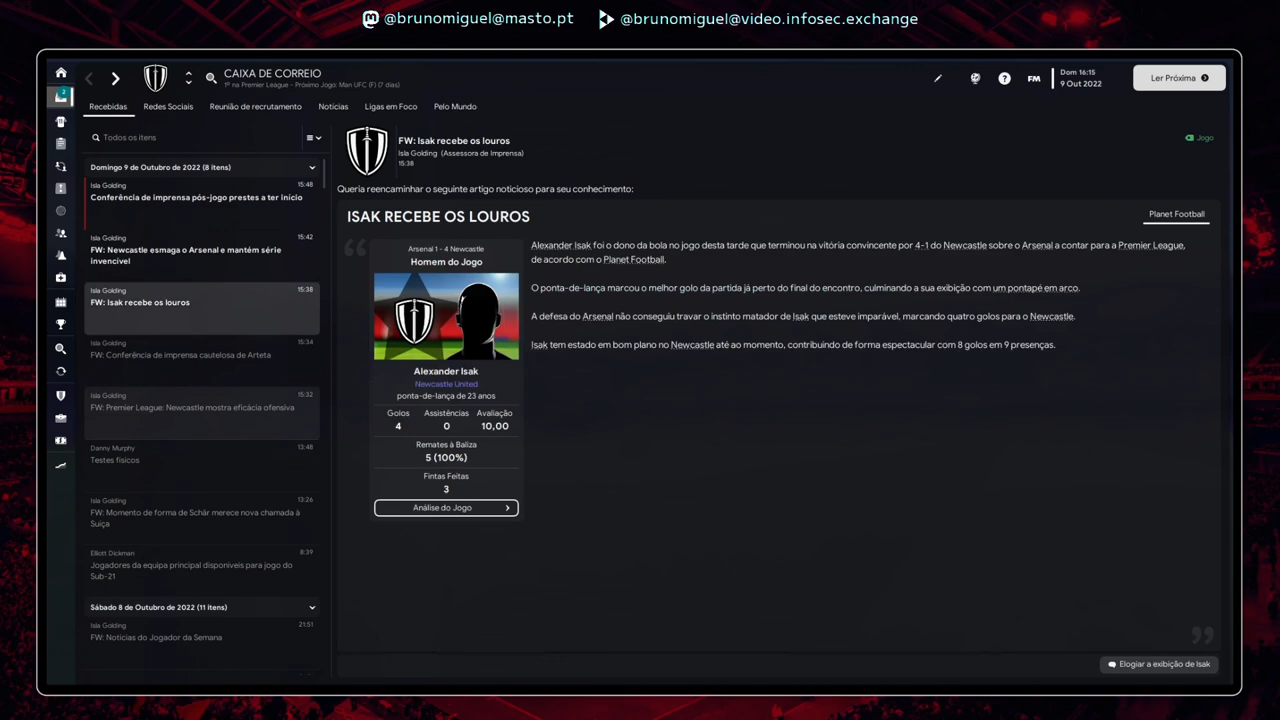 @brunomiguel@masto.pt
@brunomiguel@video.infosec.exchange
CAIXA DE CORREIO
1º na Premier League - Próximo Jogo: Man UFC (F) (7 dias)
FM
Dom 16:15
9 Out 2022
Ler Próxima
2
Recebidas
Redes Sociais
Reunião de recrutamento
Notícias
Ligas em Foco
Pelo Mundo
Todos os itens
Domingo 9 de Outubro de 2022 (8 itens)
Isla Golding 15:48
Conferência de Imprensa pós-jogo prestes a ter início
Isla Golding 15:42
FW: Newcastle esmaga o Arsenal e mantém série
invencível
Isla Golding 15:38
FW: Isak recebe os louros
Isla Golding 15:34
FW: Conferência de imprensa cautelosa de Arteta
Isla Golding 15:32
FW: Premier League: Newcastle mostra eficácia ofensiva
Danny Murphy 13:48
Testes físicos
Isla Golding 13:26
FW: Momento de forma de Schär merece nova chamada à
Suíça
Elliott Dickman 8:39
Jogadores da equipa principal disponíveis para jogo do
Sub-21
Sábado 8 de Outubro de 2022 (11 itens)
Isla Golding 21:51
FW: Notícias do Jogador da Semana
FW: Isak recebe os louros
Isla Golding (Assessora de Imprensa)
15:38
Jogo
Queria reencaminhar o seguinte artigo noticioso para seu conhecimento:
ISAK RECEBE OS LOUROS
Planet Football
Arsenal 1 - 4 Newcastle
Homem do Jogo
Alexander Isak
Newcastle United
ponta-de-lança de 23 anos
Golos Assistências Avaliação
4 0 10,00
Remates à Baliza
5 (100%)
Fintas Feitas
3
Análise do Jogo
Alexander Isak foi o dono da bola no jogo desta tarde que terminou na vitória convincente por 4-1 do Newcastle sobre o Arsenal a contar para a Premier League,
de acordo com o Planet Football.
O ponta-de-lança marcou o melhor golo da partida já perto do final do encontro, culminando a sua exibição com um pontapé em arco.
A defesa do Arsenal não conseguiu travar o instinto matador de Isak que esteve imparável, marcando quatro golos para o Newcastle.
Isak tem estado em bom plano no Newcastle até ao momento, contribuindo de forma espectacular com 8 golos em 9 presenças.
Elogiar a exibição de Isak